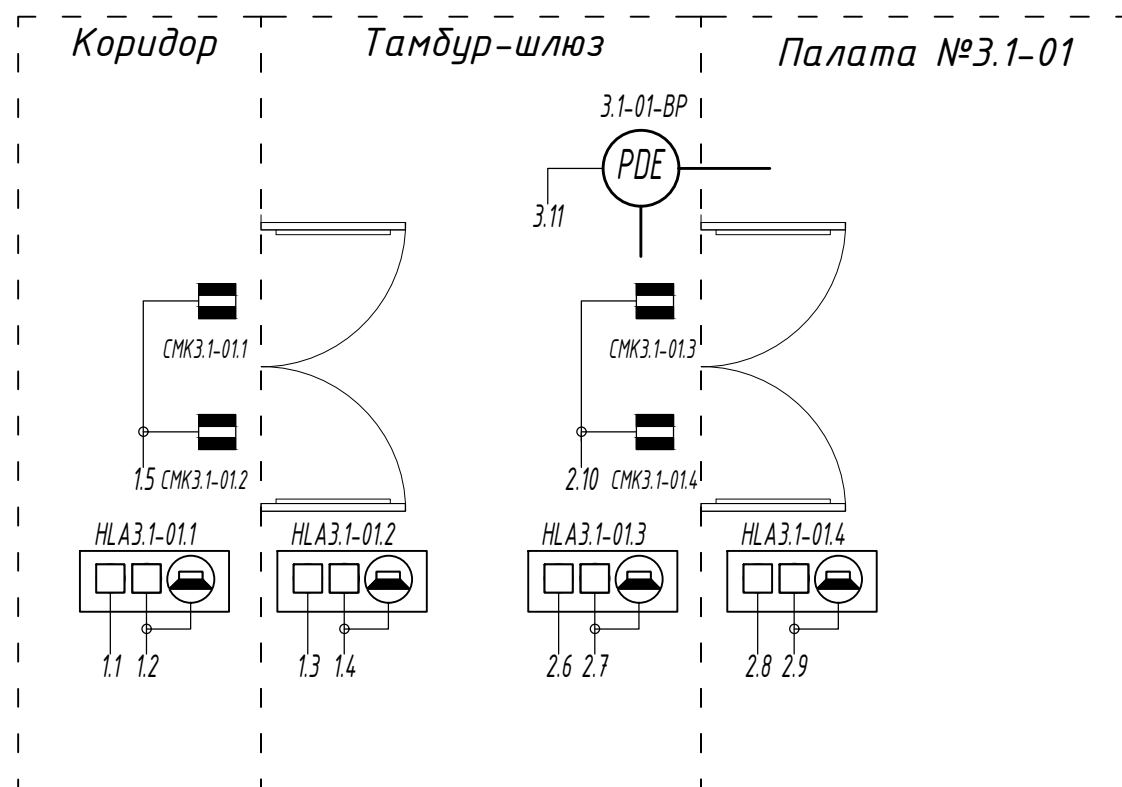 Коридор
Тамбур-шлюз
Палата №3.1-01
3.1-01-ВР
PDE
3.11
СМК3.1-01.1
СМК3.1-01.3
1.5 СМК3.1-01.2
2.10 СМК3.1-01.4
HLA3.1-01.1
HLA3.1-01.2
HLA3.1-01.3
HLA3.1-01.4
1.1 1.2
1.3 1.4
2.6 2.7
2.8 2.9